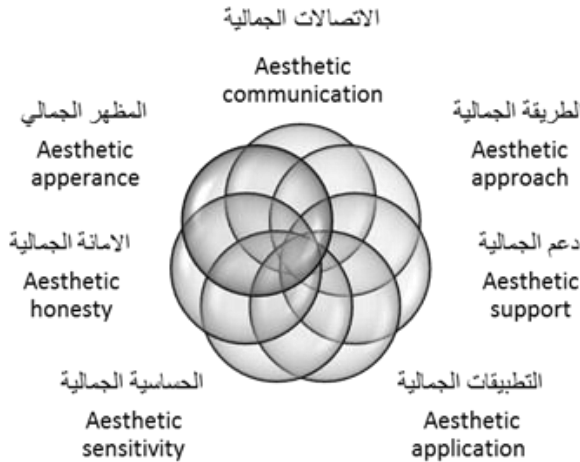 الاتصالات الجمالية
Aesthetic
communication
المظهر الجمالي
Aesthetic
apperance
لطريقة الجمالية
Aesthetic
approach
الامانة الجمالية
Aesthetic
honesty
دعم الجمالية
Aesthetic
support
الحساسية الجمالية
Aesthetic
sensitivity
التطبيقات الجمالية
Aesthetic
application